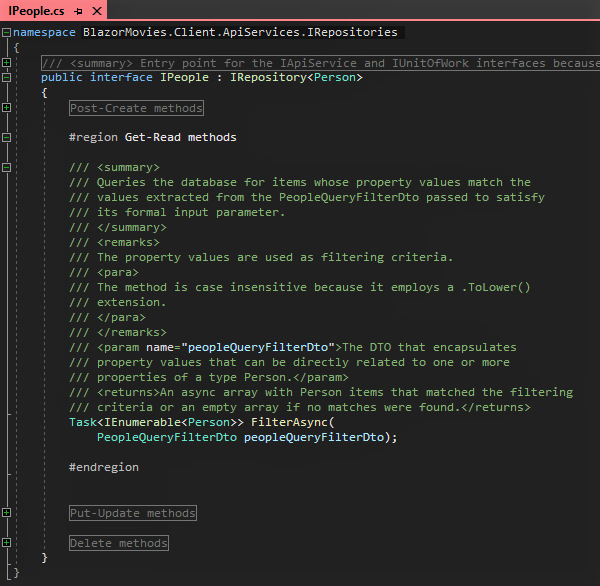 IPeople.cs
namespace BlazorMovies.Client.ApiServices.IRepositories
{
/// <summary> Entry point for the IApiService and IUnitOfWork interfaces because
public interface IPeople : IRepository<Person>
{
Post-Create methods
#region Get-Read methods
/// <summary>
/// Queries the database for items whose property values match the
/// values extracted from the PeopleQueryFilterDto passed to satisfy
/// its formal input parameter.
/// </summary>
/// <remarks>
/// The property values are used as filtering criteria.
/// <para>
/// The method is case insensitive because it employs a .ToLower()
/// extension.
/// </para>
/// </remarks>
/// <param name="peopleQueryFilterDto">The DTO that encapsulates
/// property values that can be directly related to one or more
/// properties of a type Person.</param>
/// <returns>An async array with Person items that matched the filtering
/// criteria or an empty array if no matches were found.</returns>
Task<IEnumerable<Person>> FilterAsync(
PeopleQueryFilterDto peopleQueryFilterDto);
#endregion
Put-Update methods
Delete methods
}
}